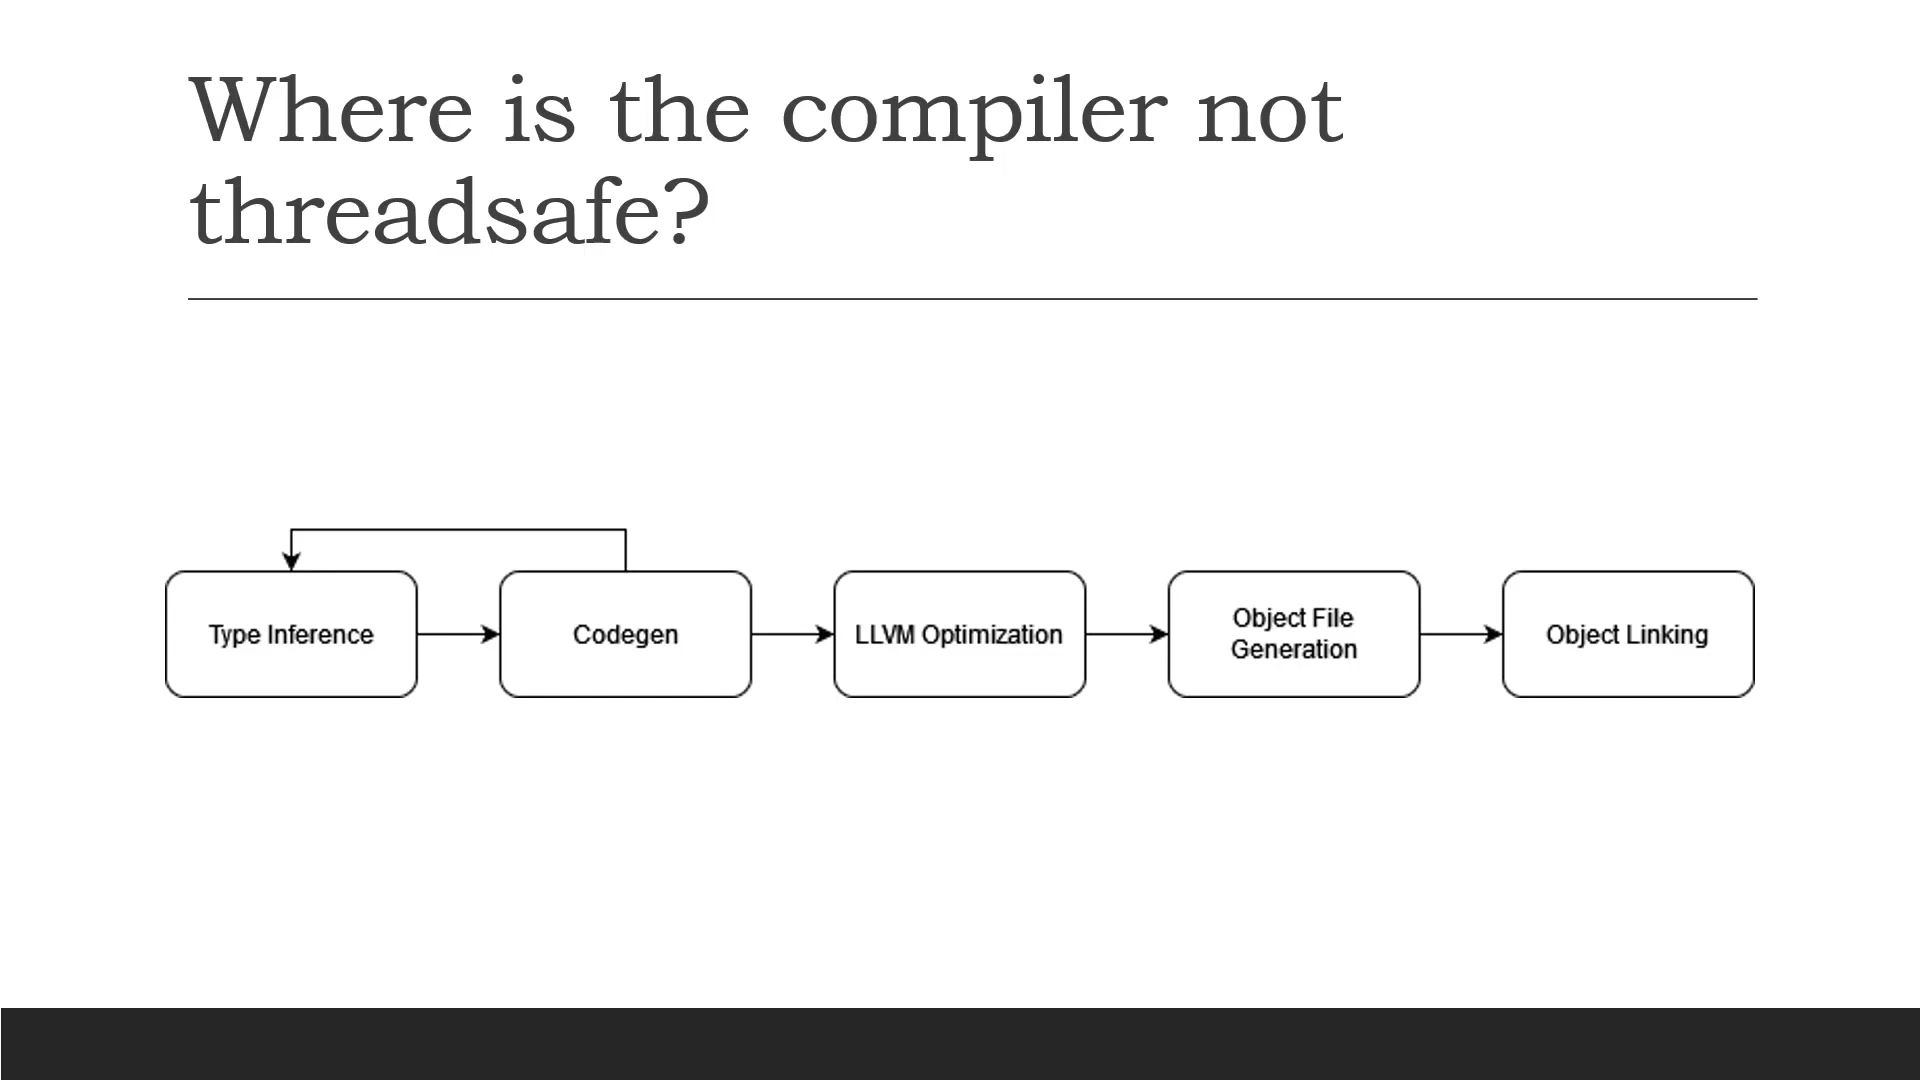 Where is the compiler not
threadsafe?
Type Inference
Codegen
LLVM Optimization
Object File
Generation
Object Linking